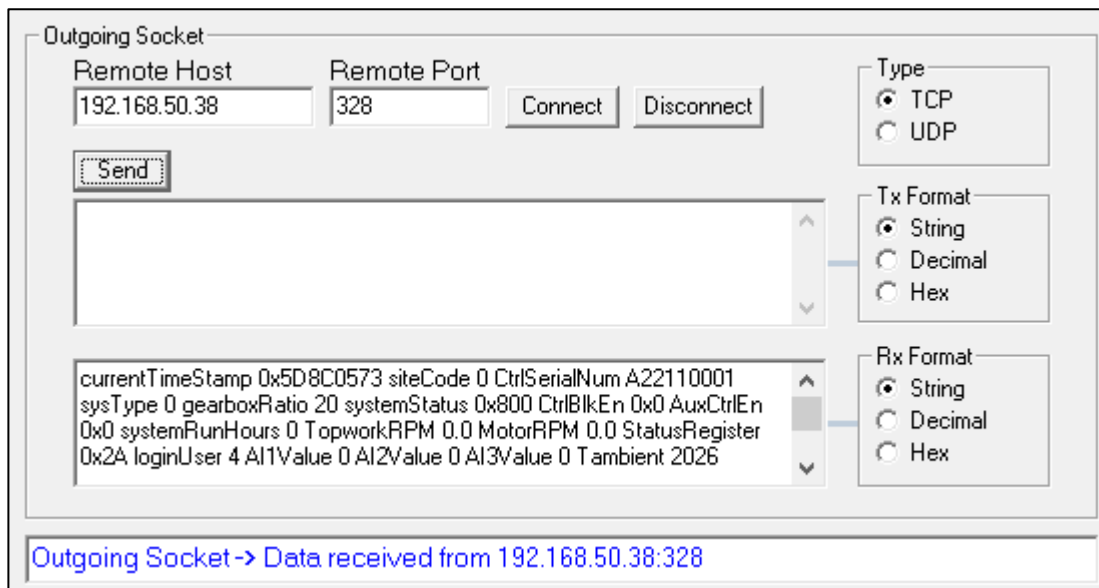 Outgoing Socket
Remote Host
Remote Port
Type
192.168.50.38
328
Connect
Disconnect
TCP
UDP
Send
Tx Format
String
Decimal
Hex
Rx Format
currentTimeStamp 0x5D8C0573 siteCode 0 CtrlSerialNum A22110001
sysType 0 gearboxRatio 20 systemStatus 0x800 CtrlBlkEn 0x0 AuxCtrlEn
0x0 systemRunHours 0 TopworkRPM 0.0 MotorRPM 0.0 StatusRegister
0x2A loginUser 4 AI1Value 0 AI2Value 0 AI3Value 0 Tambient 2026
String
Decimal
Hex
Outgoing Socket -> Data received from 192.168.50.38:328